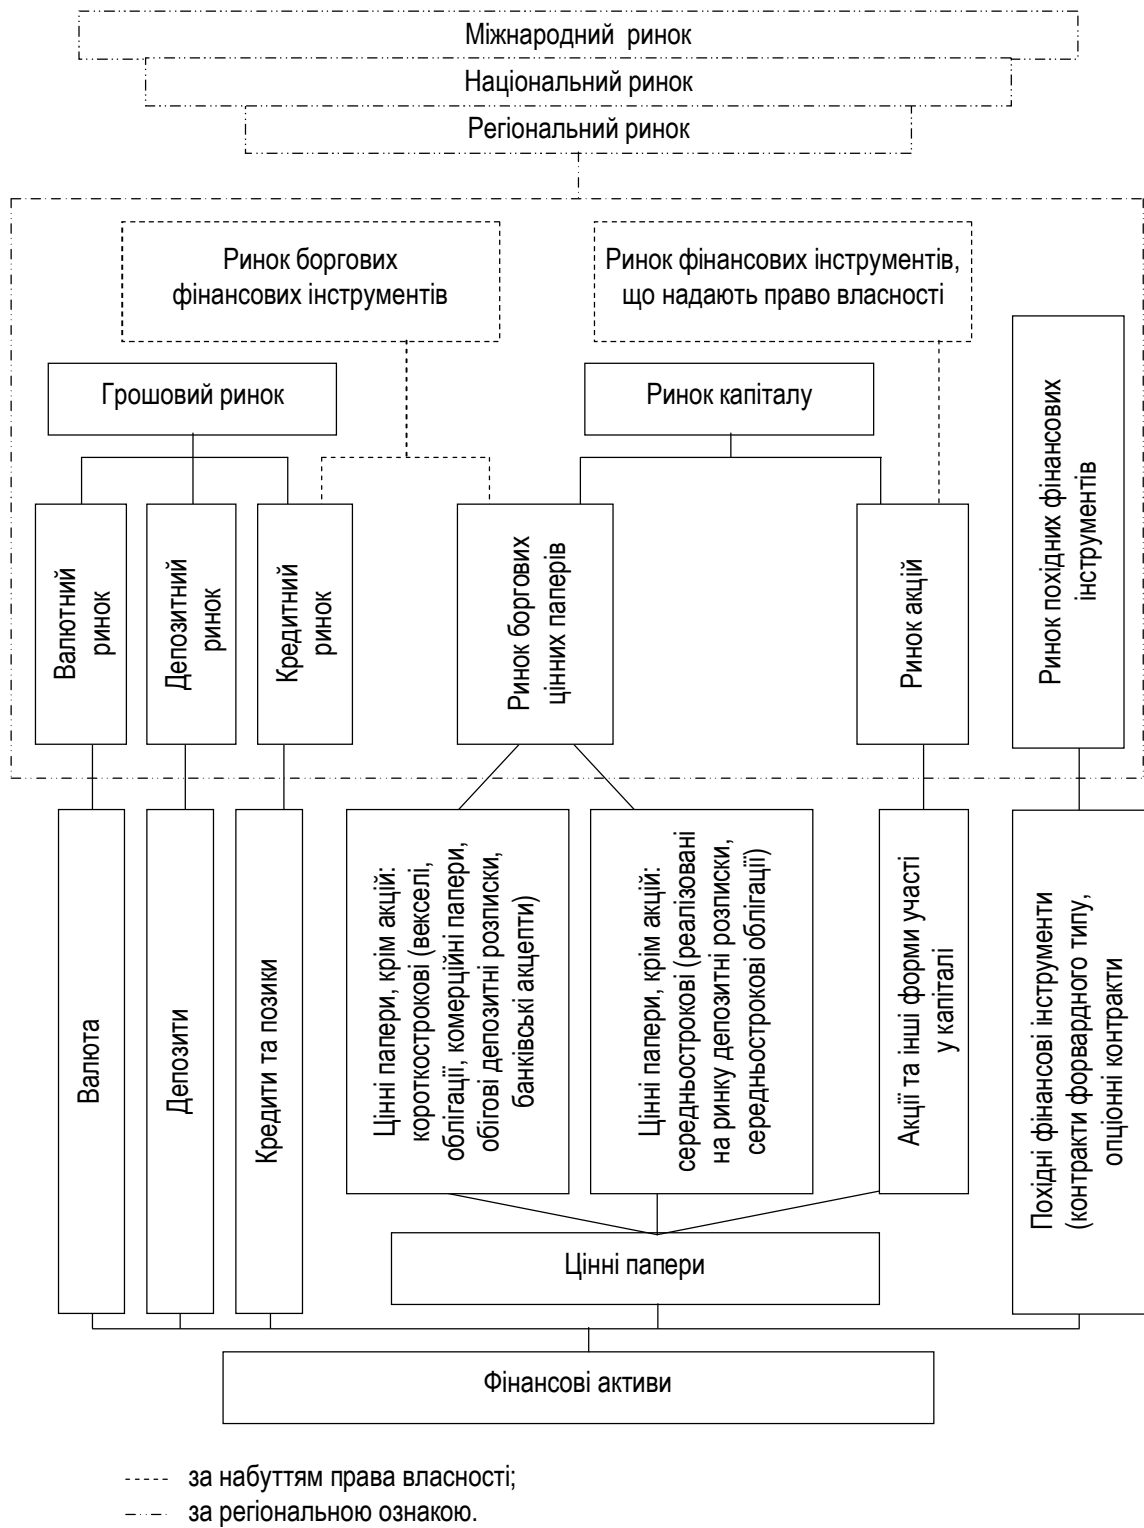 Міжнародний ринок
Національний ринок
Регіональний ринок
Ринок боргових
фінансових інструментів
Ринок фінансових інструментів,
що надають право власності
Грошовий ринок
Ринок капіталу
Валютний
ринок
Депозитний
ринок
Кредитний
ринок
Ринок боргових
цінних паперів
Ринок акцій
Ринок похідних фінансових
інструментів
Валюта
Депозити
Кредити та позики
Цінні папери, крім акцій:
короткострокові (векселі,
облігації, комерційні папери,
обігові депозитні розписки,
банківські акцепти)
Цінні папери, крім акцій:
середньострокові (реалізовані
на ринку депозитні розписки,
середньострокові облігації)
Акції та інші форми участі
у капіталі
Похідні фінансові інструменти
(контракти форвардного типу,
опціонні контракти
Цінні папери
Фінансові активи
за набуттям права власності;
за регіональною ознакою.